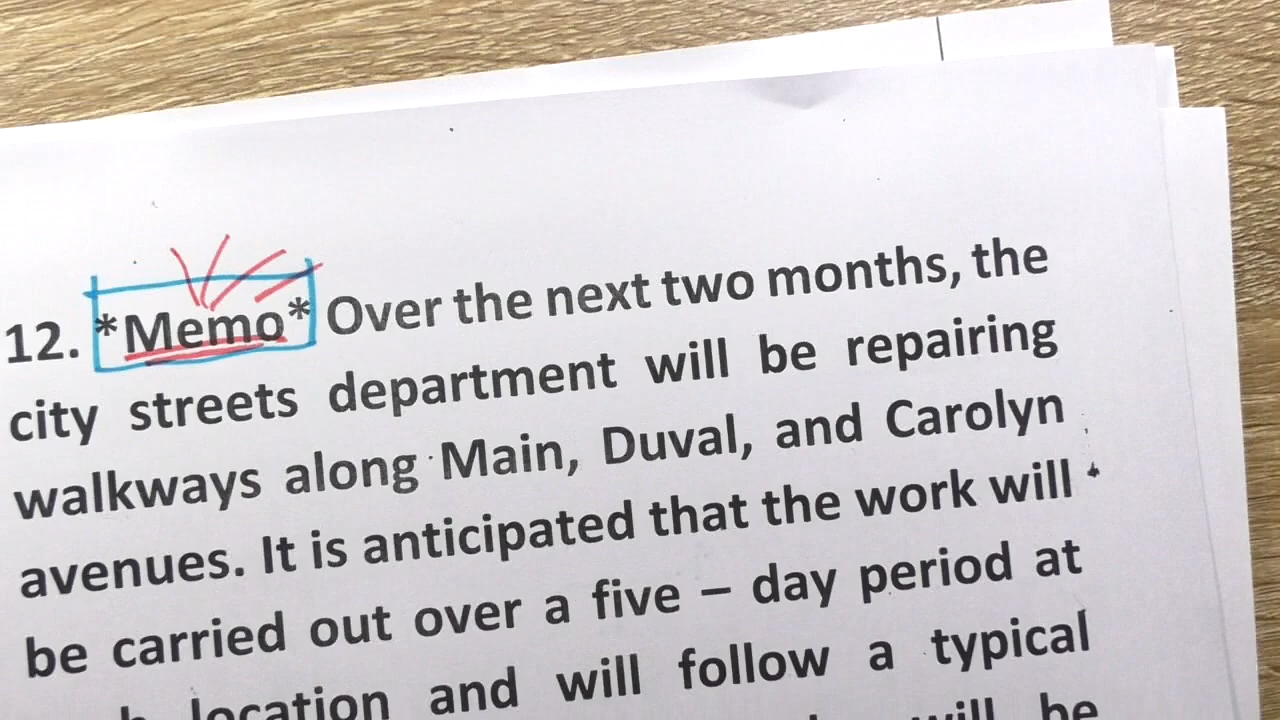 12. *Memo* Over the next two months, the
city streets department will be repairing
walkways along Main, Duval, and Carolyn
avenues. It is anticipated that the work will
be carried out over a five – day period at
location and will follow a typical
will be